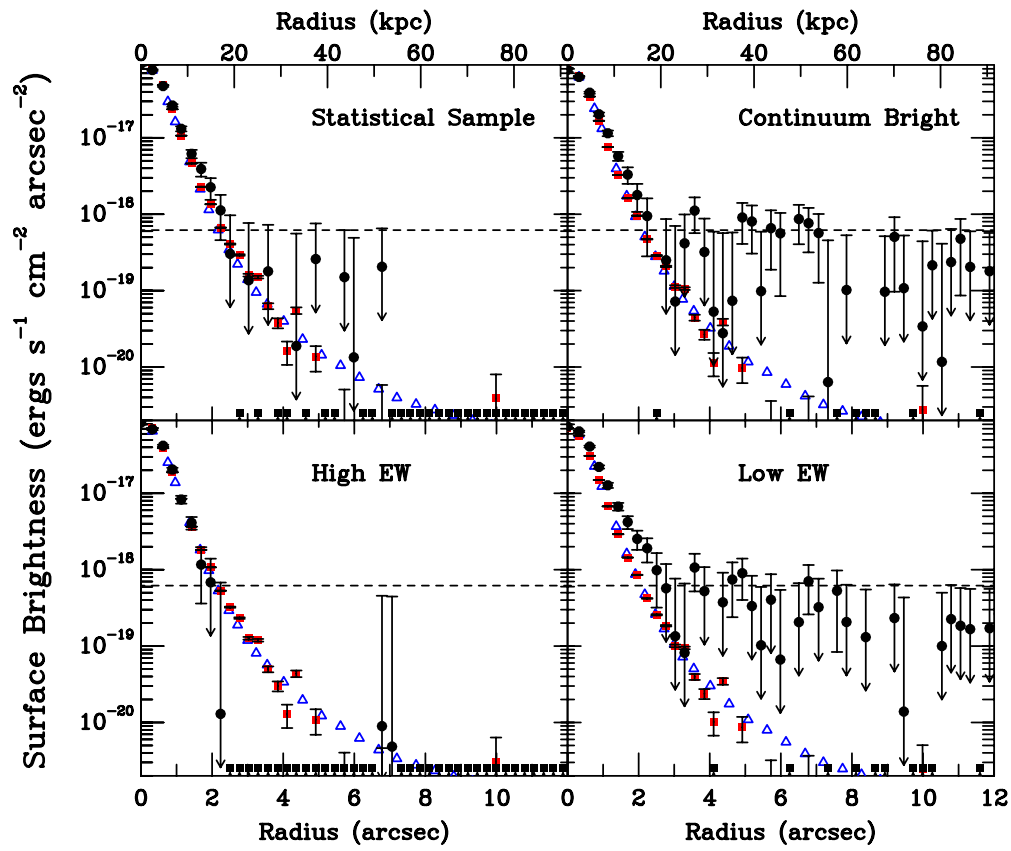 Radius (kpc) Radius (kpc)
0 20 40 60 80 0 20 40 60 80
Statistical Sample Continuum Bright
10^-17
10^-18
10^-19
10^-20
High EW Low EW
10^-17
10^-18
10^-19
10^-20
0 2 4 6 8 10 0 2 4 6 8 10 12
Radius (arcsec) Radius (arcsec)
Surface Brightness (ergs s^-1 cm^-2 arcsec^-2)